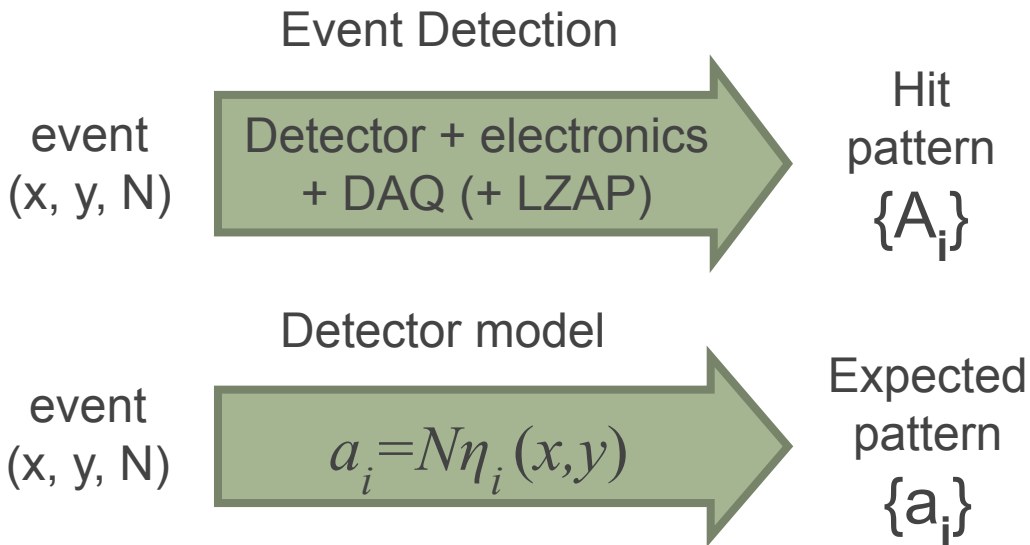 Event Detection
event
(x, y, N)
Detector + electronics
+ DAQ (+ LZAP)
Hit
pattern
{Aᵢ}
Detector model
event
(x, y, N)
aᵢ=Nηᵢ(x,y)
Expected
pattern
{aᵢ}